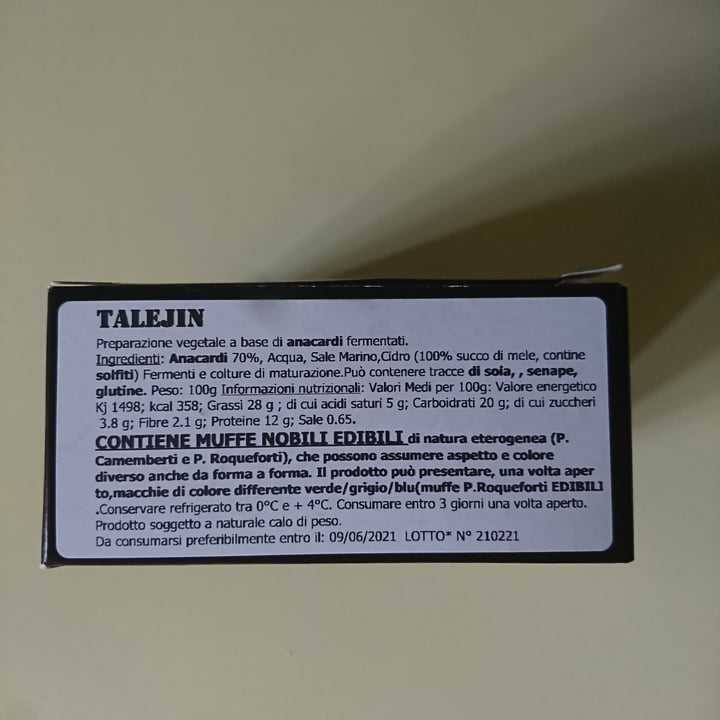 TALEJIN
Preparazione vegetale a base di anacardi fermentati.
Ingredienti: Anacardi 70%, Acqua, Sale Marino,Cidro (100% succo di mele, contine
solfiti) Fermenti e colture di maturazione.Può contenere tracce di soia, , senape,
glutine. Peso: 100g Informazioni nutrizionali: Valori Medi per 100g: Valore energetico
Kj 1498; kcal 358; Grassi 28 g ; di cui acidi saturi 5 g; Carboidrati 20 g; di cui zuccheri
3.8 g; Fibre 2.1 g; Proteine 12 g; Sale 0.65.
CONTIENE MUFFE NOBILI EDIBILI di natura eterogenea (P.
Camemberti e P. Roqueforti), che possono assumere aspetto e colore
diverso anche da forma a forma. Il prodotto può presentare, una volta aper
to,macchie di colore differente verde/grigio/blu(muffe P.Roqueforti EDIBILI
.Conservare refrigerato tra 0°C e + 4°C. Consumare entro 3 giorni una volta aperto.
Prodotto soggetto a naturale calo di peso.
Da consumarsi preferibilmente entro il: 09/06/2021 LOTTO* N° 210221